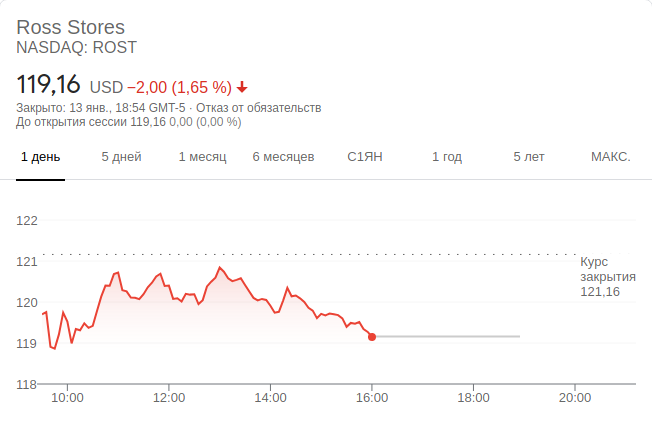 Ross Stores
NASDAQ: ROST
119,16 USD −2,00 (1,65 %) ↓
Закрыто: 13 янв., 18:54 GMT-5 · Отказ от обязательств
До открытия сессии 119,16 0,00 (0,00 %)
1 день 5 дней 1 месяц 6 месяцев С1ЯН 1 год 5 лет МАКС.
122
121
Курс
закрытия
121,16
120
119
118
10:00 12:00 14:00 16:00 18:00 20:00